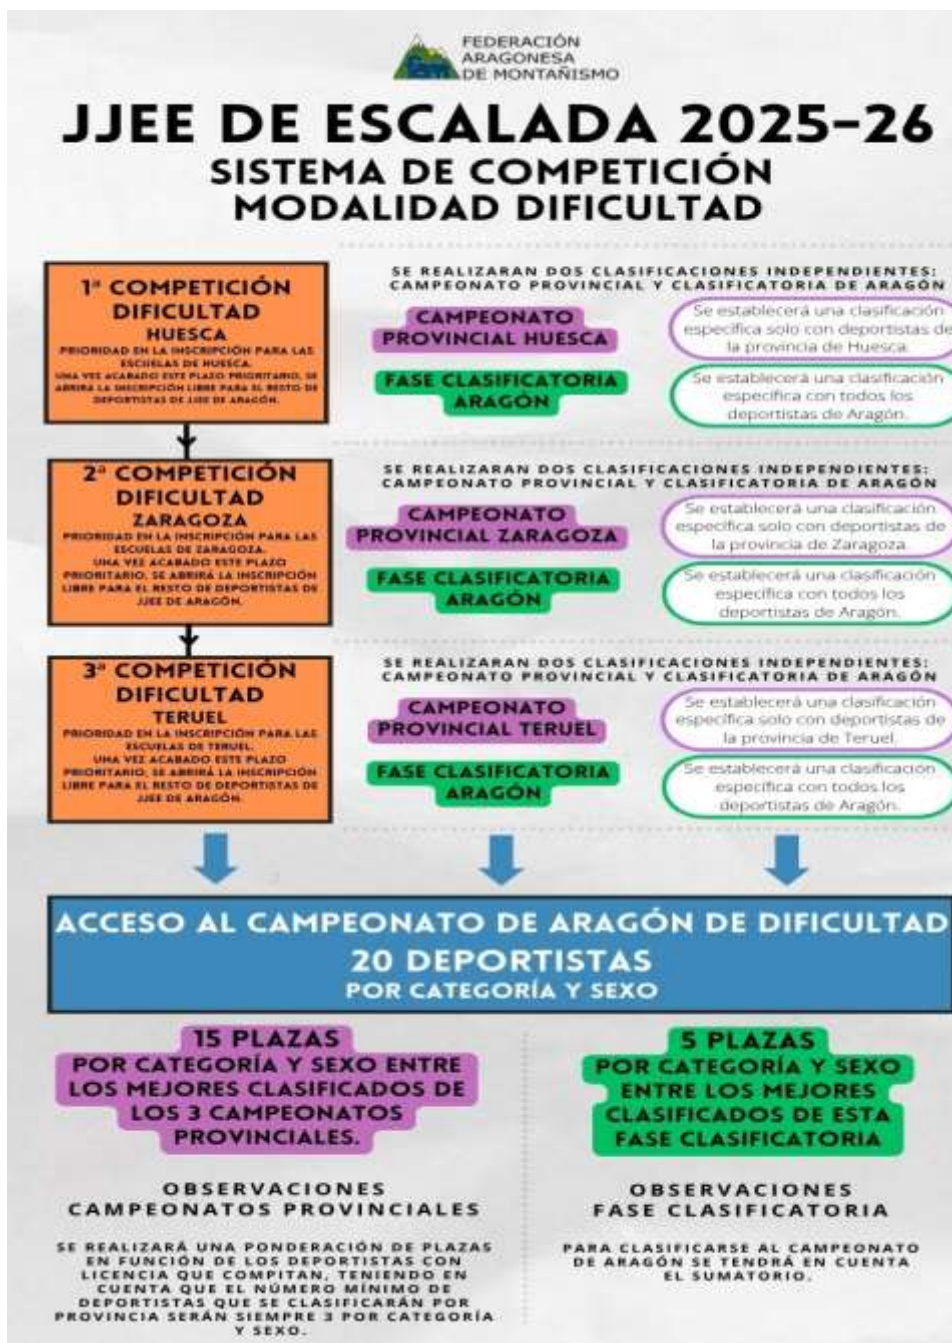 FEDERACIÓN
ARAGONESA
DE MONTAÑISMO
JJEE DE ESCALADA 2025-26
SISTEMA DE COMPETICIÓN
MODALIDAD DIFICULTAD
1ª COMPETICIÓN
DIFICULTAD
HUESCA
PRIORIDAD EN LA INSCRIPCIÓN PARA LAS
ESCUELAS DE HUESCA.
UNA VEZ ACABADO ESTE PLAZO PRIORITARIO, SE
ABRIRÁ LA INSCRIPCIÓN LIBRE PARA EL RESTO DE
DEPORTISTAS DE JJEE DE ARAGÓN.
SE REALIZARAN DOS CLASIFICACIONES INDEPENDIENTES:
CAMPEONATO PROVINCIAL Y CLASIFICATORIA DE ARAGÓN
CAMPEONATO
PROVINCIAL HUESCA
Se establecerá una clasificación
específica solo con deportistas de
la provincia de Huesca.
FASE CLASIFICATORIA
ARAGÓN
Se establecerá una clasificación
específica con todos los
deportistas de Aragón.
2ª COMPETICIÓN
DIFICULTAD
ZARAGOZA
PRIORIDAD EN LA INSCRIPCIÓN PARA LAS
ESCUELAS DE ZARAGOZA.
UNA VEZ ACABADO ESTE PLAZO
PRIORITARIO, SE ABRIRÁ LA INSCRIPCIÓN
LIBRE PARA EL RESTO DE DEPORTISTAS DE
JJEE DE ARAGÓN.
SE REALIZARAN DOS CLASIFICACIONES INDEPENDIENTES:
CAMPEONATO PROVINCIAL Y CLASIFICATORIA DE ARAGÓN
CAMPEONATO
PROVINCIAL ZARAGOZA
Se establecerá una clasificación
específica solo con deportistas de
la provincia de Zaragoza
FASE CLASIFICATORIA
ARAGÓN
Se establecerá una clasificación
específica con todos los
deportistas de Aragón.
3ª COMPETICIÓN
DIFICULTAD
TERUEL
PRIORIDAD EN LA INSCRIPCIÓN PARA LAS
ESCUELAS DE TERUEL.
UNA VEZ ACABADO ESTE PLAZO
PRIORITARIO, SE ABRIRÁ LA INSCRIPCIÓN
LIBRE PARA EL RESTO DE DEPORTISTAS DE
JJEE DE ARAGÓN.
SE REALIZARAN DOS CLASIFICACIONES INDEPENDIENTES:
CAMPEONATO PROVINCIAL Y CLASIFICATORIA DE ARAGÓN
CAMPEONATO
PROVINCIAL TERUEL
Se establecerá una clasificación
específica solo con deportistas de
la provincia de Teruel.
FASE CLASIFICATORIA
ARAGÓN
Se establecerá una clasificación
específica con todos los
deportistas de Aragón.
ACCESO AL CAMPEONATO DE ARAGÓN DE DIFICULTAD
20 DEPORTISTAS
POR CATEGORÍA Y SEXO
15 PLAZAS
POR CATEGORÍA Y SEXO ENTRE
LOS MEJORES CLASIFICADOS DE
LOS 3 CAMPEONATOS
PROVINCIALES.
OBSERVACIONES
CAMPEONATOS PROVINCIALES
SE REALIZARÁ UNA PONDERACIÓN DE PLAZAS
EN FUNCIÓN DE LOS DEPORTISTAS CON
LICENCIA QUE COMPITAN, TENIENDO EN
CUENTA QUE EL NÚMERO MÍNIMO DE
DEPORTISTAS QUE SE CLASIFICARÁN POR
PROVINCIA SERÁN SIEMPRE 3 POR CATEGORÍA
Y SEXO.
5 PLAZAS
POR CATEGORÍA Y SEXO
ENTRE LOS MEJORES
CLASIFICADOS DE ESTA
FASE CLASIFICATORIA
OBSERVACIONES
FASE CLASIFICATORIA
PARA CLASIFICARSE AL CAMPEONATO
DE ARAGÓN SE TENDRÁ EN CUENTA
EL SUMATORIO.